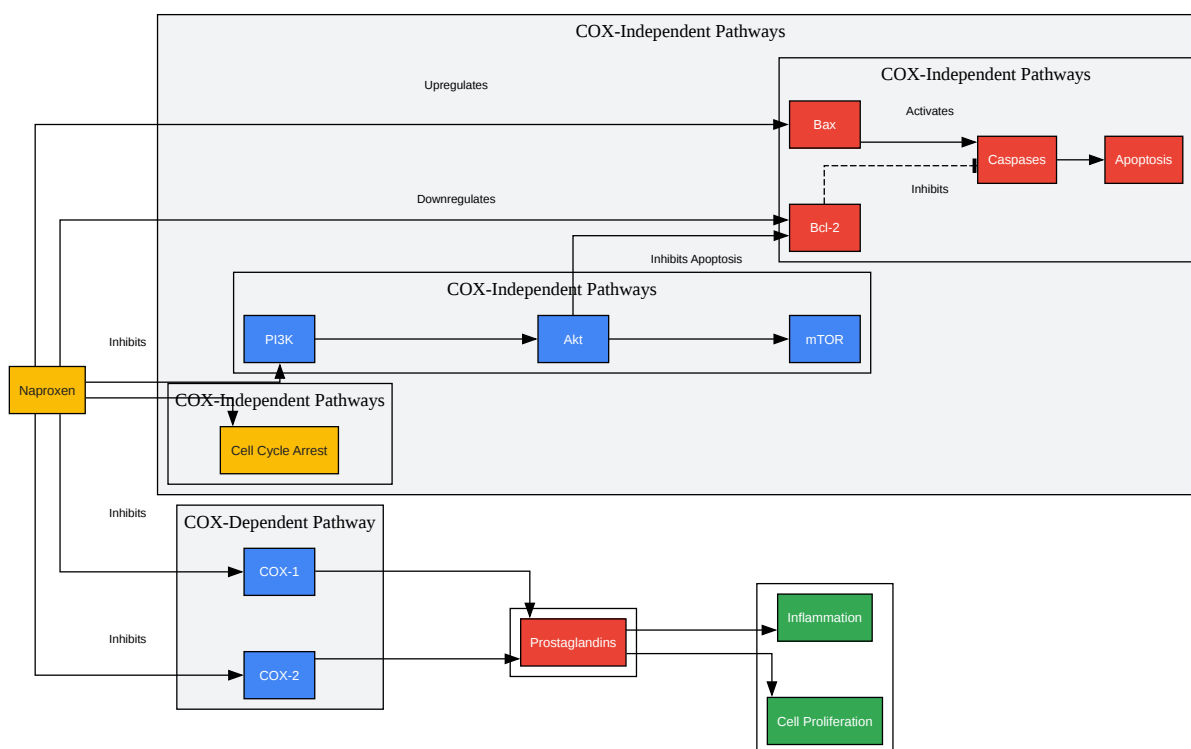 COX-Independent Pathways
COX-Independent Pathways
Upregulates
Bax
Activates
Caspases
Apoptosis
Inhibits
Downregulates
Bcl-2
Inhibits Apoptosis
COX-Independent Pathways
PI3K
Akt
mTOR
Inhibits
Naproxen
COX-Independent Pathways
Cell Cycle Arrest
Inhibits
COX-Dependent Pathway
COX-1
Inflammation
Inhibits
Prostaglandins
COX-2
Cell Proliferation